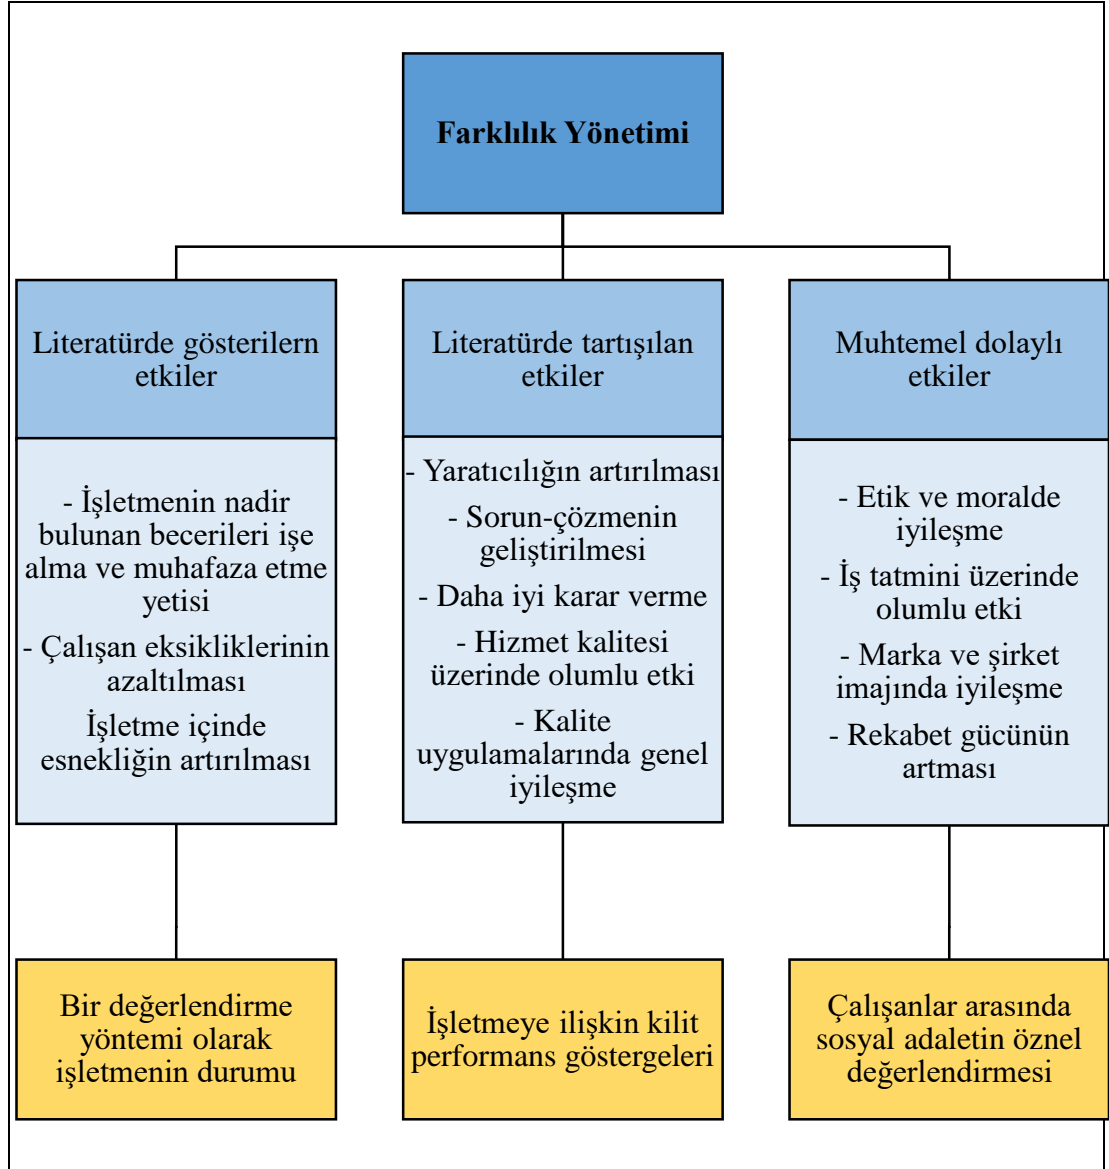 Farklılık Yönetimi
Literatürde gösterilern
etkiler
- İşletmenin nadir
bulunan becerileri işe
alma ve muhafaza etme
yetisi
- Çalışan eksikliklerinin
azaltılması
İşletme içinde
esnekliğin artırılması
Bir değerlendirme
yöntemi olarak
işletmenin durumu
Literatürde tartışılan
etkiler
- Yaratıcılığın artırılması
- Sorun-çözmenin
geliştirilmesi
- Daha iyi karar verme
- Hizmet kalitesi
üzerinde olumlu etki
- Kalite
uygulamalarında genel
iyileşme
İşletmeye ilişkin kilit
performans göstergeleri
Muhtemel dolaylı
etkiler
- Etik ve moralde
iyileşme
- İş tatmini üzerinde
olumlu etki
- Marka ve şirket
imajında iyileşme
- Rekabet gücünün
artması
Çalışanlar arasında
sosyal adaletin öznel
değerlendirmesi